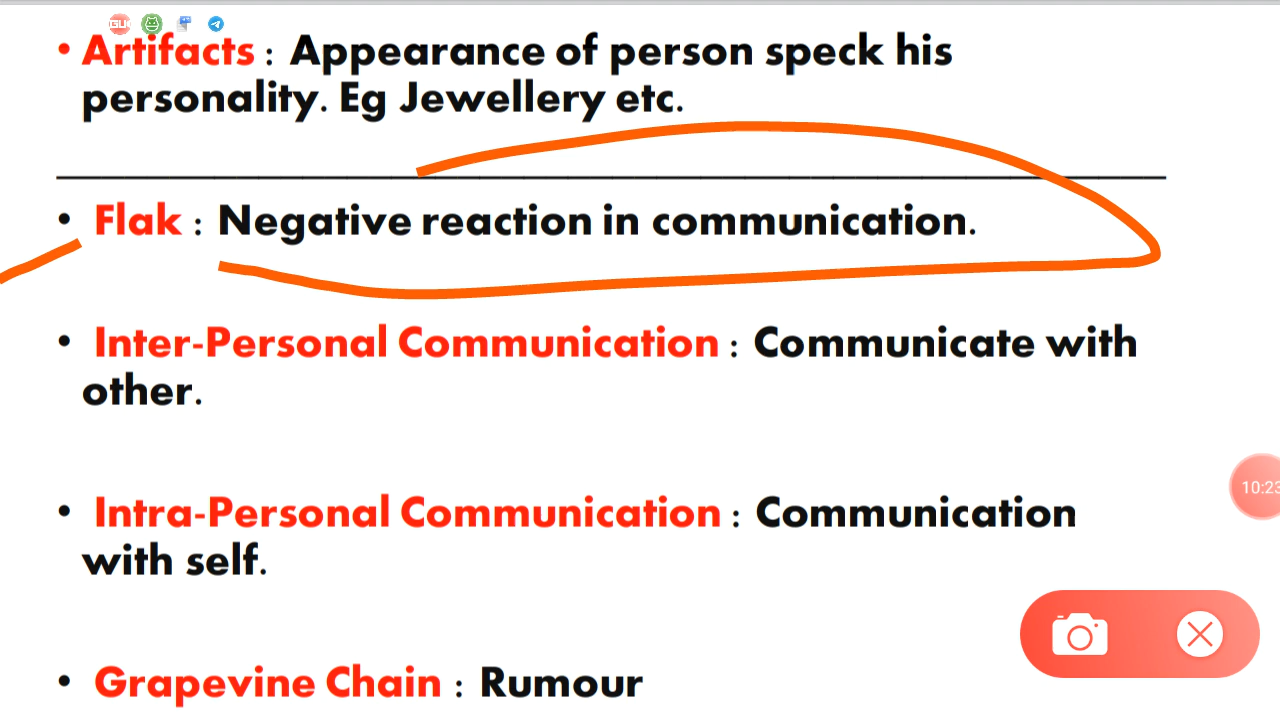 • Artifacts : Appearance of person speck his
personality. Eg Jewellery etc.
• Flak : Negative reaction in communication.
• Inter-Personal Communication : Communicate with
other.
• Intra-Personal Communication : Communication
with self.
10:23
• Grapevine Chain : Rumour